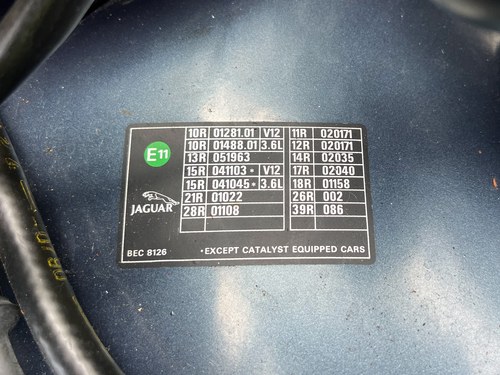 10R 01281.01 V12 11R 020171
10R 01488.01 3.6L 12R 020171
13R 051963 14R 02035
15R 041103* V12 17R 02040
15R 041045* 3.6L 18R 01158
21R 01022 26R 002
28R 01108 39R 086
E11
JAGUAR
BEC 8126 *EXCEPT CATALYST EQUIPPED CARS